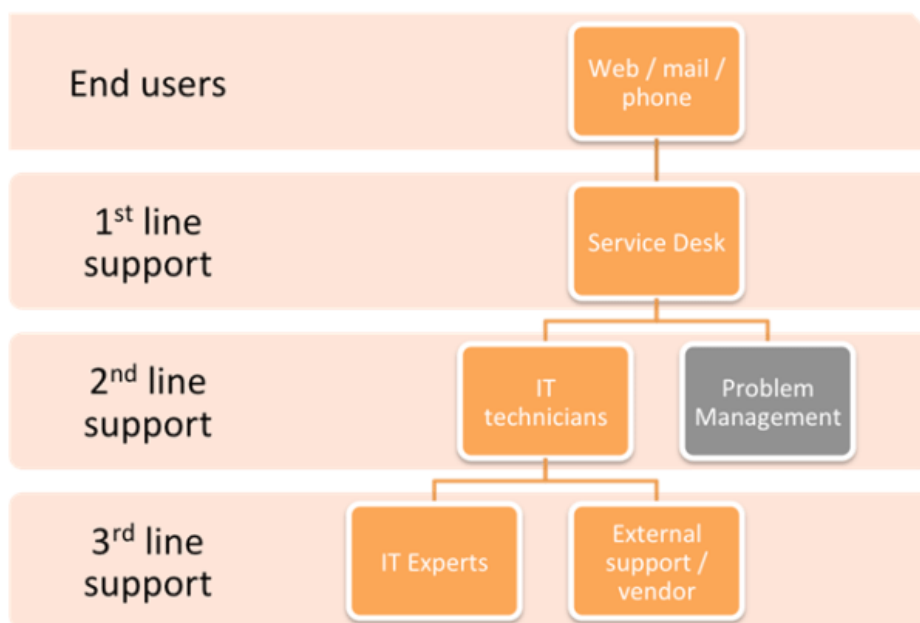 End users
Web / mail /
phone
1st line
support
Service Desk
2nd line
support
IT
technicians
Problem
Management
3rd line
support
IT Experts
External
support /
vendor